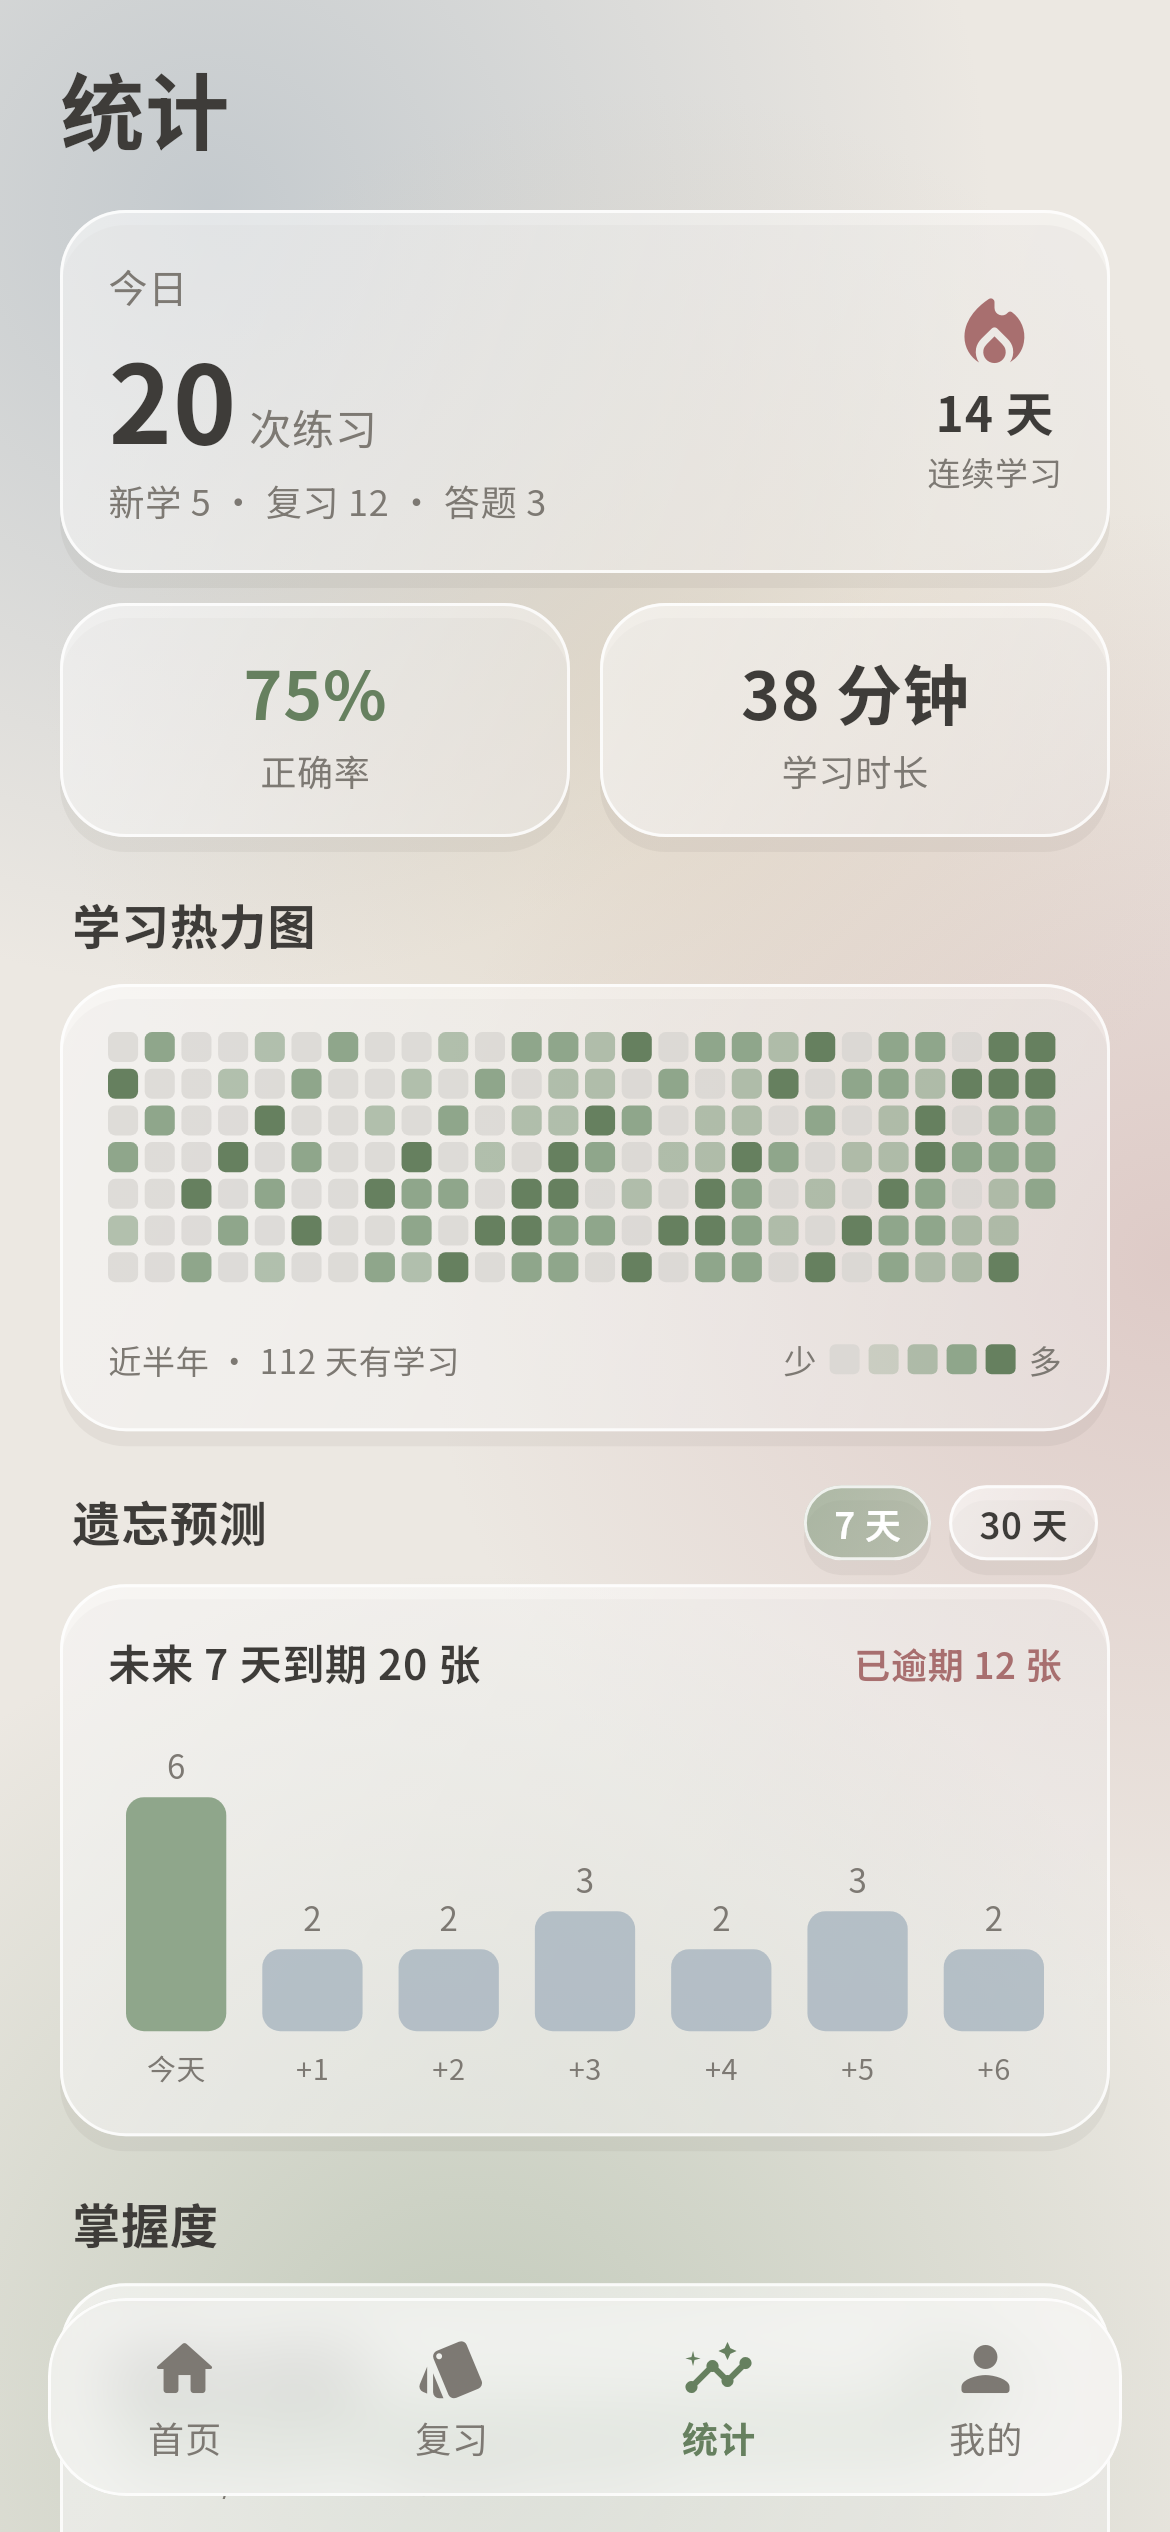 统计
今日
20 次练习
新学 5 · 复习 12 · 答题 3
14 天
连续学习
75%
正确率
38 分钟
学习时长
学习热力图
近半年 · 112 天有学习
少 多
遗忘预测
7 天 30 天
未来 7 天到期 20 张
已逾期 12 张
6 2 2 3 2 3 2
今天 +1 +2 +3 +4 +5 +6
掌握度
首页 复习 统计 我的